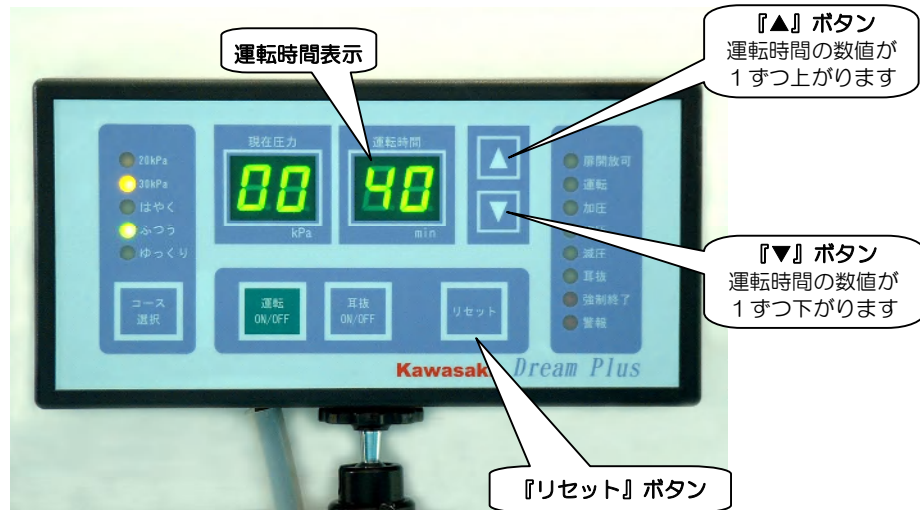 『▲』ボタン
運転時間の数値が
１ずつ上がります
運転時間表示
20kPa
30kPa
はやく
ふつう
ゆっくり
コース
選択
現在圧力
00
kPa
運転時間
40
min
▲
▼
扉開放可
運転
加圧
減圧
耳抜
強制終了
警報
『▼』ボタン
運転時間の数値が
１ずつ下がります
運転
ON/OFF
耳抜
ON/OFF
リセット
Kawasak
Dream Plus
『リセット』ボタン